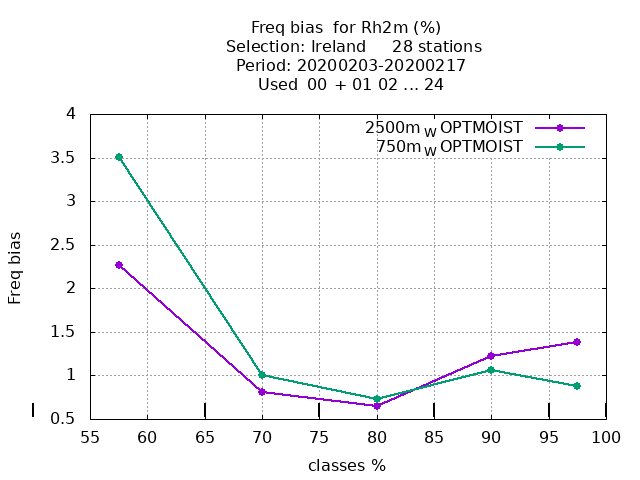 Freq bias for Rh2m (%)
Selection: Ireland 28 stations
Period: 20200203-20200217
Used 00 + 01 02 ... 24
2500m W OPTMOIST
750m W OPTMOIST
Freq bias
4
3.5
3
2.5
2
1.5
1
0.5
55 60 65 70 75 80 85 90 95 100
classes %